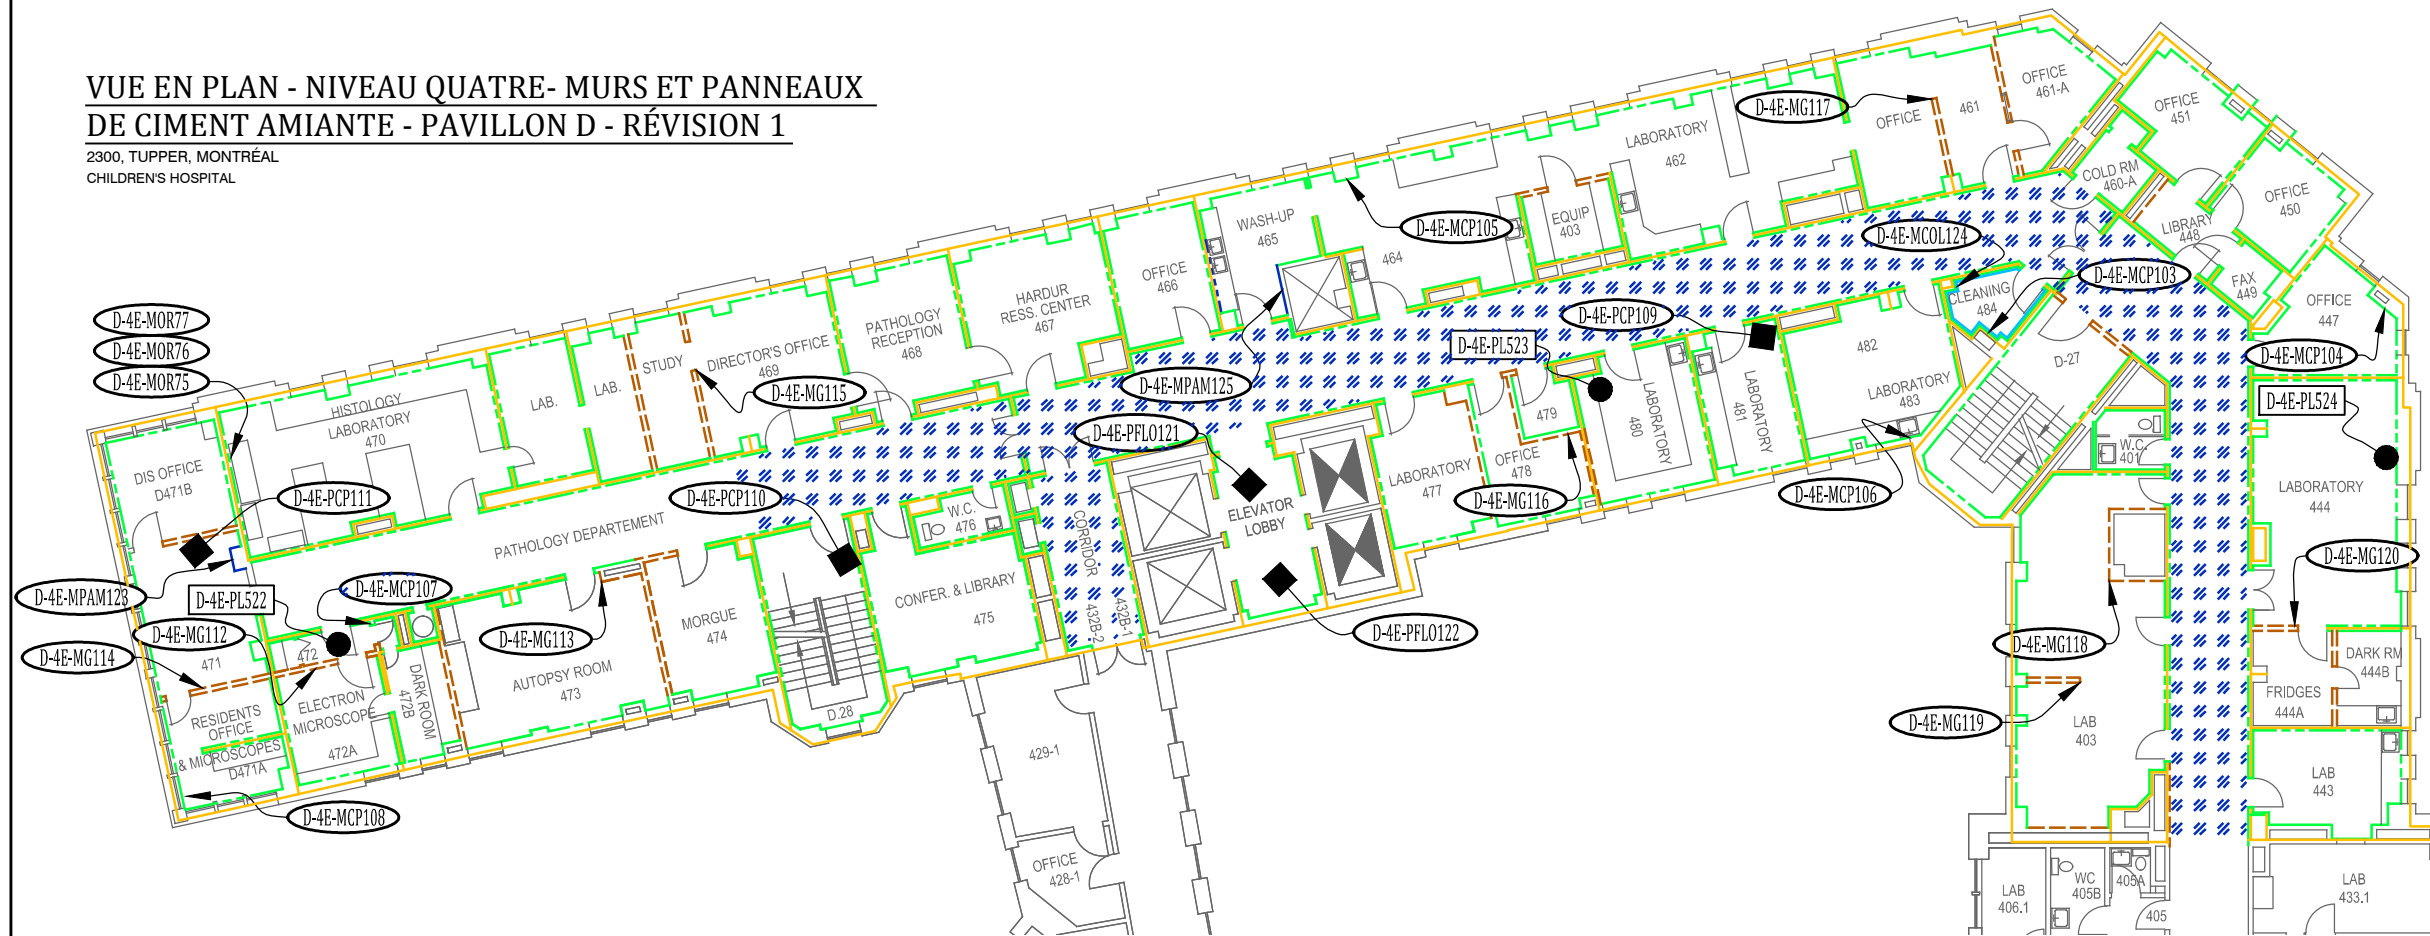 VUE EN PLAN - NIVEAU QUATRE- MURS ET PANNEAUX
DE CIMENT AMIANTE - PAVILLON D - RÉVISION 1
2300, TUPPER, MONTRÉAL
CHILDREN'S HOSPITAL
D-4E-MOR77
D-4E-MOR76
D-4E-MOR75
DIS OFFICE
D471B
HISTOLOGY
LABORATORY
470
LAB.
LAB.
STUDY
DIRECTOR'S OFFICE
469
D-4E-MG115
PATHOLOGY
RECEPTION
468
HARDUR
RESS. CENTER
467
OFFICE
466
WASH-UP
465
464
D-4E-MCP105
EQUIP
403
LABORATORY
462
D-4E-MG117
OFFICE
461
OFFICE
461-A
OFFICE
451
COLD RM
460-A
OFFICE
450
LIBRARY
448
FAX
449
OFFICE
447
D-4E-MCOL124
D-4E-MCP103
CLEANING
484
D-27
D-4E-MCP104
D-4E-PL524
D-4E-PCP109
D-4E-PL523
D-4E-MPAM125
D-4E-PFLO121
482
LABORATORY
483
LABORATORY
481
LABORATORY
480
479
OFFICE
478
D-4E-MG116
LABORATORY
477
D-4E-MCP106
W.C.
401
LABORATORY
444
D-4E-MG120
D-4E-PCP111
D-4E-PCP110
PATHOLOGY DEPARTEMENT
W.C.
476
CORRIDOR
432B-2
432B-1
ELEVATOR
LOBBY
D-4E-PFLO122
D-4E-MPAM123
D-4E-PL522
D-4E-MCP107
D-4E-MG112
D-4E-MG114
D-4E-MG113
471
472
RESIDENTS
OFFICE
& MICROSCOPES
D471A
ELECTRON
MICROSCOPE
472A
DARK ROOM
472B
AUTOPSY ROOM
473
MORGUE
474
D.28
CONFER. & LIBRARY
475
D-4E-MCP108
429-1
OFFICE
428-1
D-4E-MG118
D-4E-MG119
LAB
403
DARK RM
444B
FRIDGES
444A
LAB
443
LAB
406.1
WC
405B
405A
405
LAB
433.1